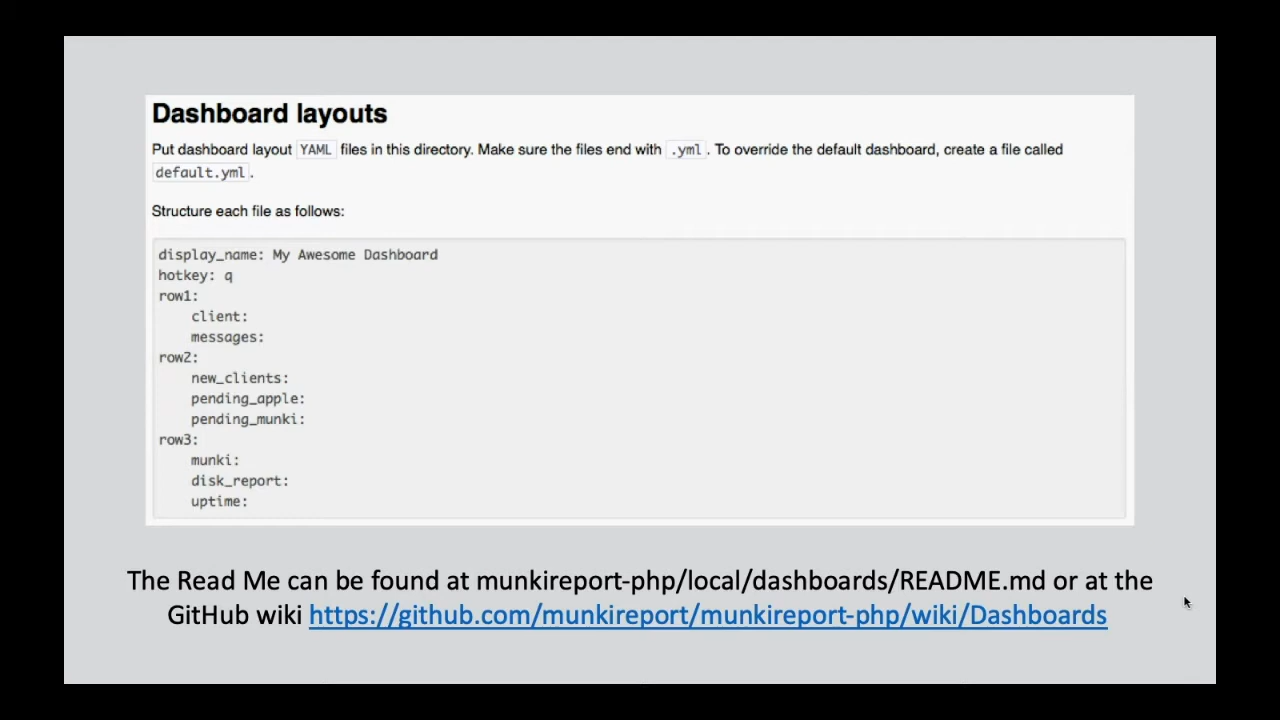 Dashboard layouts
Put dashboard layout YAML files in this directory. Make sure the files end with .yml. To override the default dashboard, create a file called
default.yml.
Structure each file as follows:
display_name: My Awesome Dashboard
hotkey: q
row1:
    client:
    messages:
row2:
    new_clients:
    pending_apple:
    pending_munki:
row3:
    munki:
    disk_report:
    uptime:
The Read Me can be found at munkireport-php/local/dashboards/README.md or at the
GitHub wiki https://github.com/munkireport/munkireport-php/wiki/Dashboards